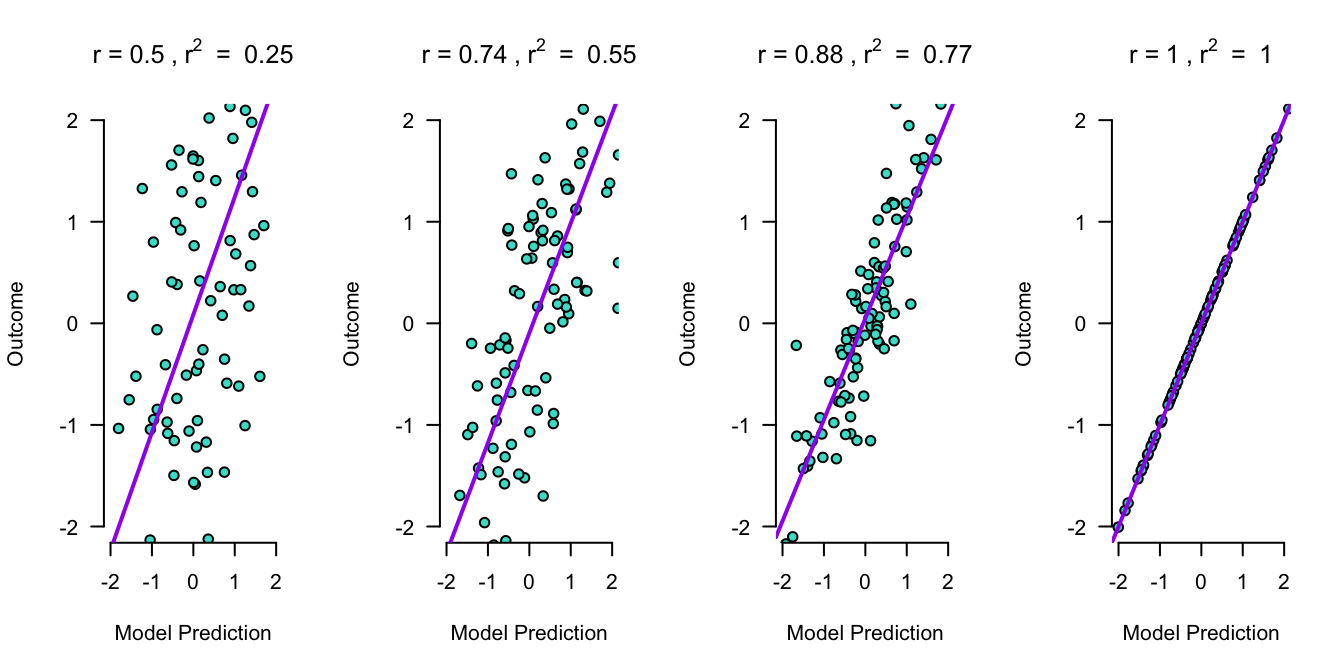 r = 0.5 , r² = 0.25
Outcome
2
1
0
-1
-2
-2 -1 0 1 2
Model Prediction
r = 0.74 , r² = 0.55
Outcome
2
1
0
-1
-2
-2 -1 0 1 2
Model Prediction
r = 0.88 , r² = 0.77
Outcome
2
1
0
-1
-2
-2 -1 0 1 2
Model Prediction
r = 1 , r² = 1
Outcome
2
1
0
-1
-2
-2 -1 0 1 2
Model Prediction